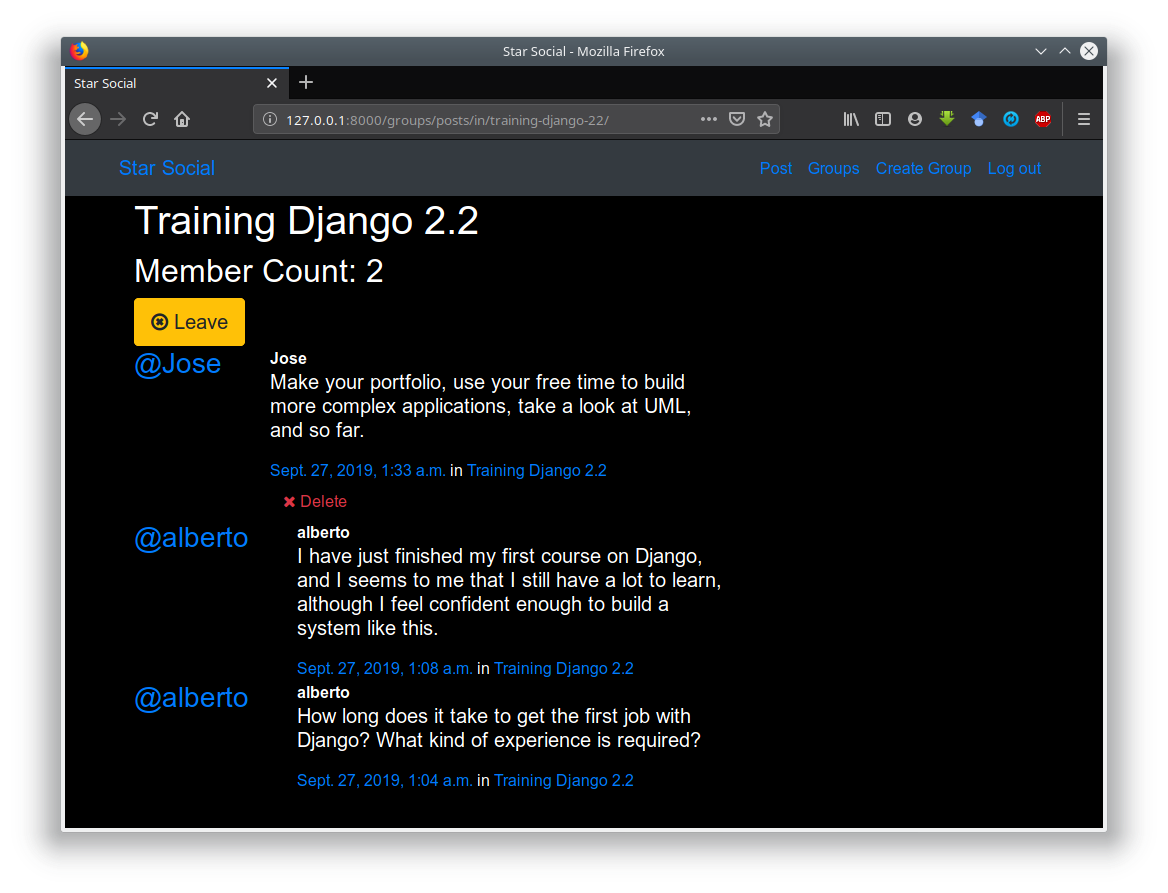 Star Social - Mozilla Firefox
Star Social
127.0.0.1:8000/groups/posts/in/training-django-22/
ABP
Star Social Post Groups Create Group Log out
Training Django 2.2
Member Count: 2
Leave
@Jose
Jose
Make your portfolio, use your free time to build
more complex applications, take a look at UML,
and so far.
Sept. 27, 2019, 1:33 a.m. in Training Django 2.2
Delete
@alberto
alberto
I have just finished my first course on Django,
and I seems to me that I still have a lot to learn,
although I feel confident enough to build a
system like this.
Sept. 27, 2019, 1:08 a.m. in Training Django 2.2
@alberto
alberto
How long does it take to get the first job with
Django? What kind of experience is required?
Sept. 27, 2019, 1:04 a.m. in Training Django 2.2